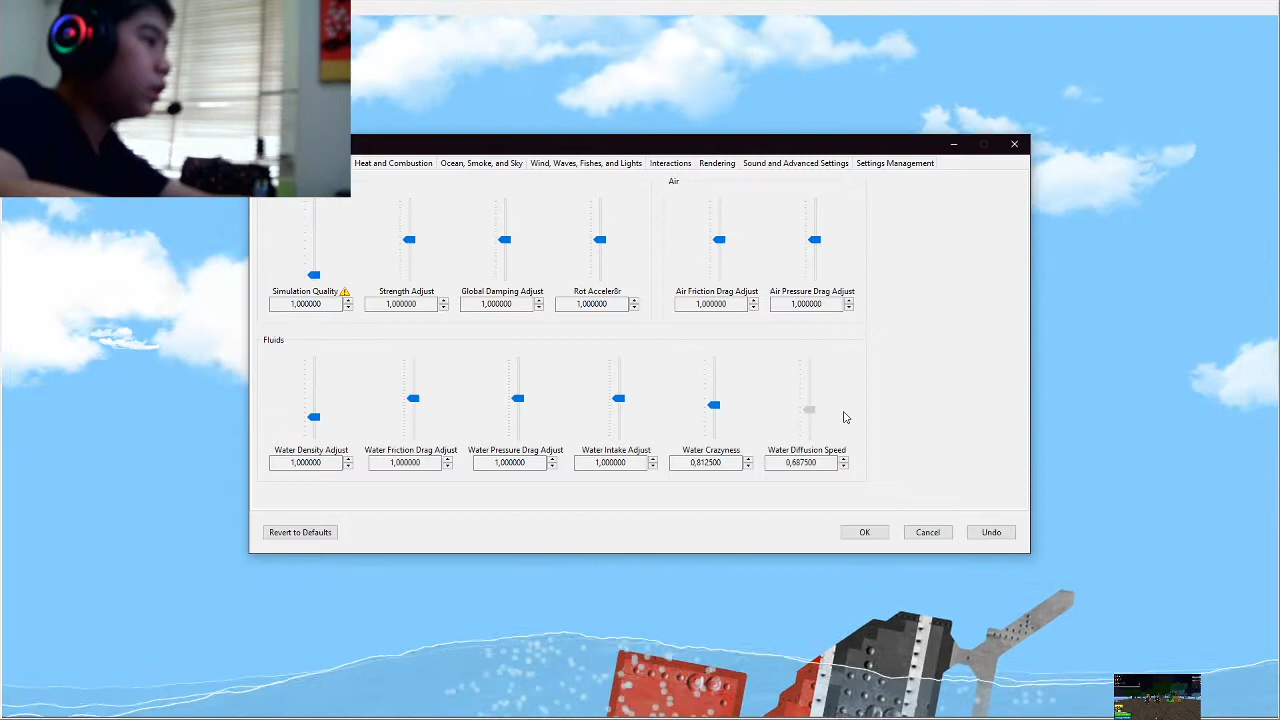 Heat and Combustion Ocean, Smoke, and Sky Wind, Waves, Fishes, and Lights Interactions Rendering Sound and Advanced Settings Settings Management
Air
Simulation Quality Strength Adjust Global Damping Adjust Rot Acceler8r Air Friction Drag Adjust Air Pressure Drag Adjust
1,000000 1,000000 1,000000 1,000000 1,000000 1,000000
Fluids
Water Density Adjust Water Friction Drag Adjust Water Pressure Drag Adjust Water Intake Adjust Water Crazyness Water Diffusion Speed
1,000000 1,000000 1,000000 1,000000 0,812500 0,687500
Revert to Defaults OK Cancel Undo